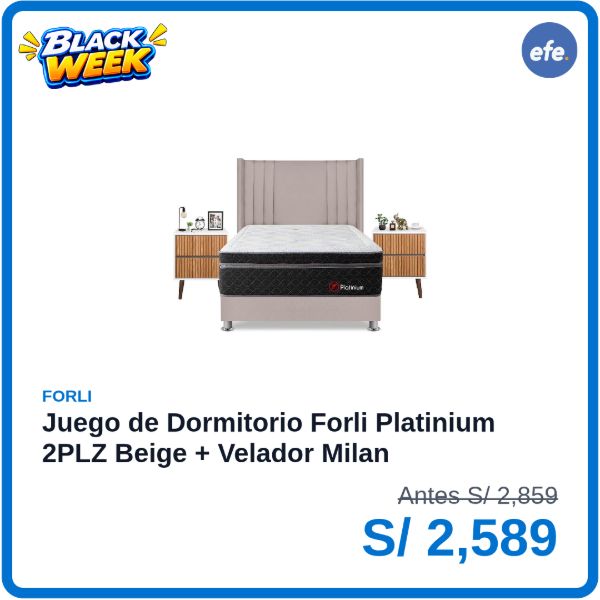 BLACK
WEEK
efe.
Platinium
FORLI
Juego de Dormitorio Forli Platinium
2PLZ Beige + Velador Milan
Antes S/ 2,859
S/ 2,589